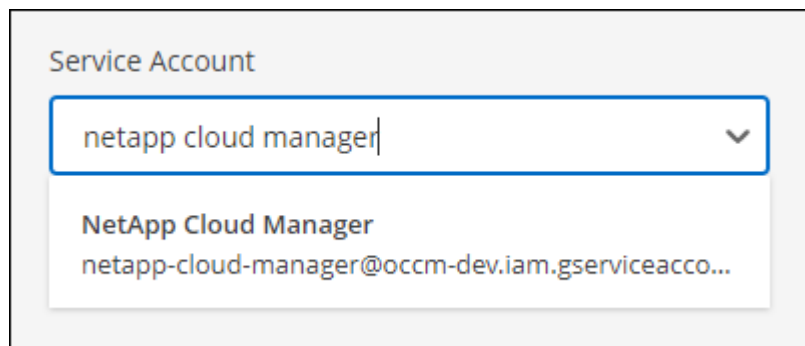 Service Account
netapp cloud manager
NetApp Cloud Manager
netapp-cloud-manager@occm-dev.iam.gserviceacco...